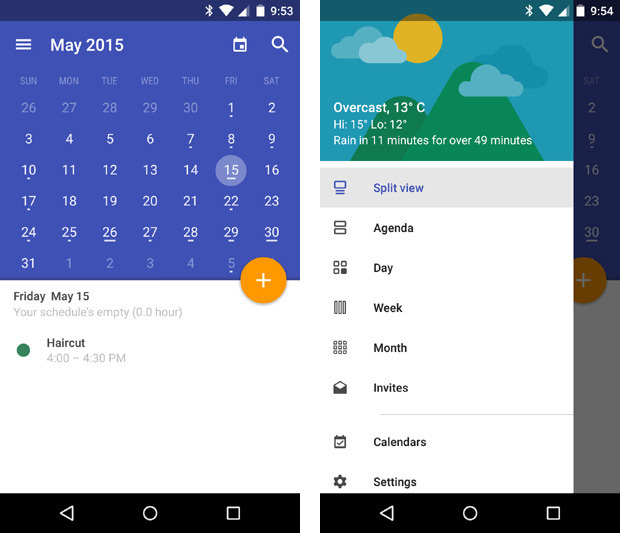 9:53
May 2015
SUN MON TUE WED THU FRI SAT
26 27 28 29 30 1 2
3 4 5 6 7 8 9
10 11 12 13 14 15 16
17 18 19 20 21 22 23
24 25 26 27 28 29 30
31 1 2 3 4 5
+
Friday May 15
Your schedule's empty (0.0 hour)
Haircut
4:00 – 4:30 PM
9:54
Overcast, 13° C
Hi: 15° Lo: 12°
Rain in 11 minutes for over 49 minutes
Split view
Agenda
Day
Week
Month
Invites
Calendars
Settings
SAT
2
9
16
23
30